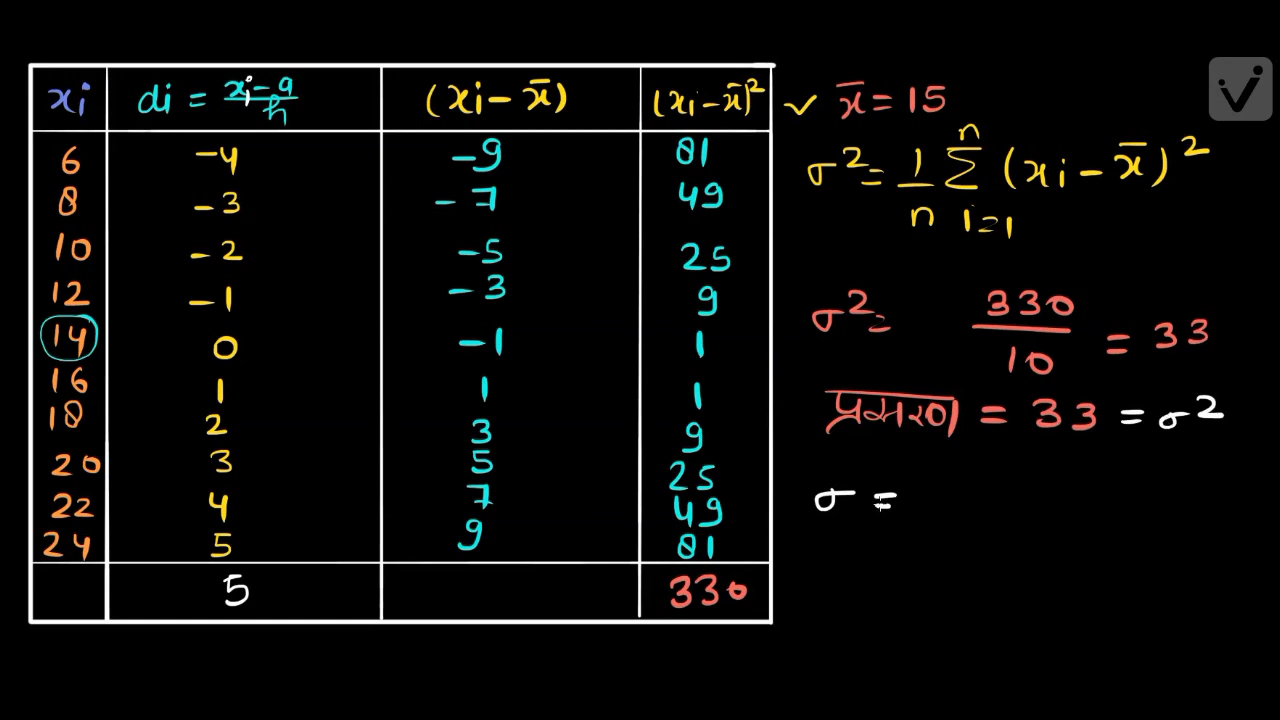 xi di = xi - a / h (xi - x̄) (xi - x̄)²
6 -4 -9 81
8 -3 -7 49
10 -2 -5 25
12 -1 -3 9
14 0 -1 1
16 1 1 1
18 2 3 9
20 3 5 25
22 4 7 49
24 5 9 81
5 330
✓ x̄ = 15
σ² = 1/n Σ i=1 n (xi - x̄)²
σ² = 330/10 = 33
प्रसरण = 33 = σ²
σ =